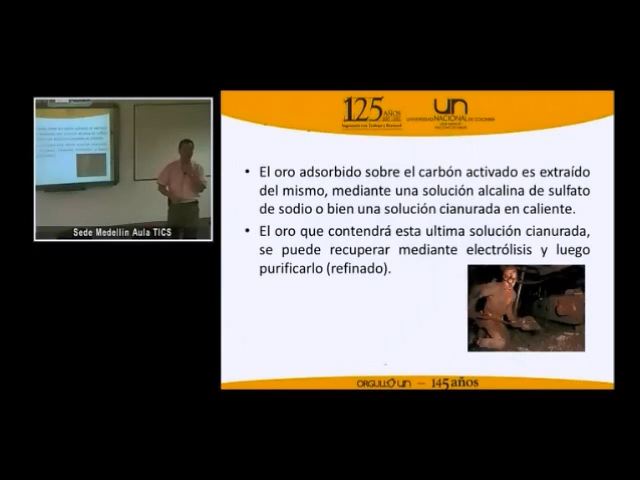 125 AÑOS
UN
UNIVERSIDAD NACIONAL DE COLOMBIA
• El oro adsorbido sobre el carbón activado es extraído
del mismo, mediante una solución alcalina de sulfato
de sodio o bien una solución cianurada en caliente.
• El oro que contendrá esta ultima solución cianurada,
se puede recuperar mediante electrólisis y luego
purificarlo (refinado).
Sede Medellin Aula TICS
ORGULLO UN – 145 años